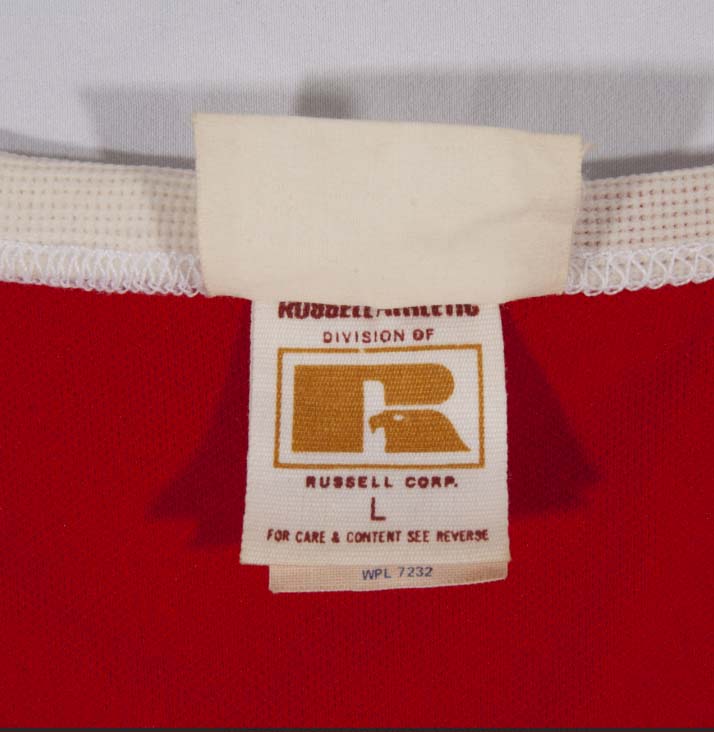 RUSSELL ATHLETIC
DIVISION OF
R
RUSSELL CORP.
L
FOR CARE & CONTENT SEE REVERSE
WPL 7232